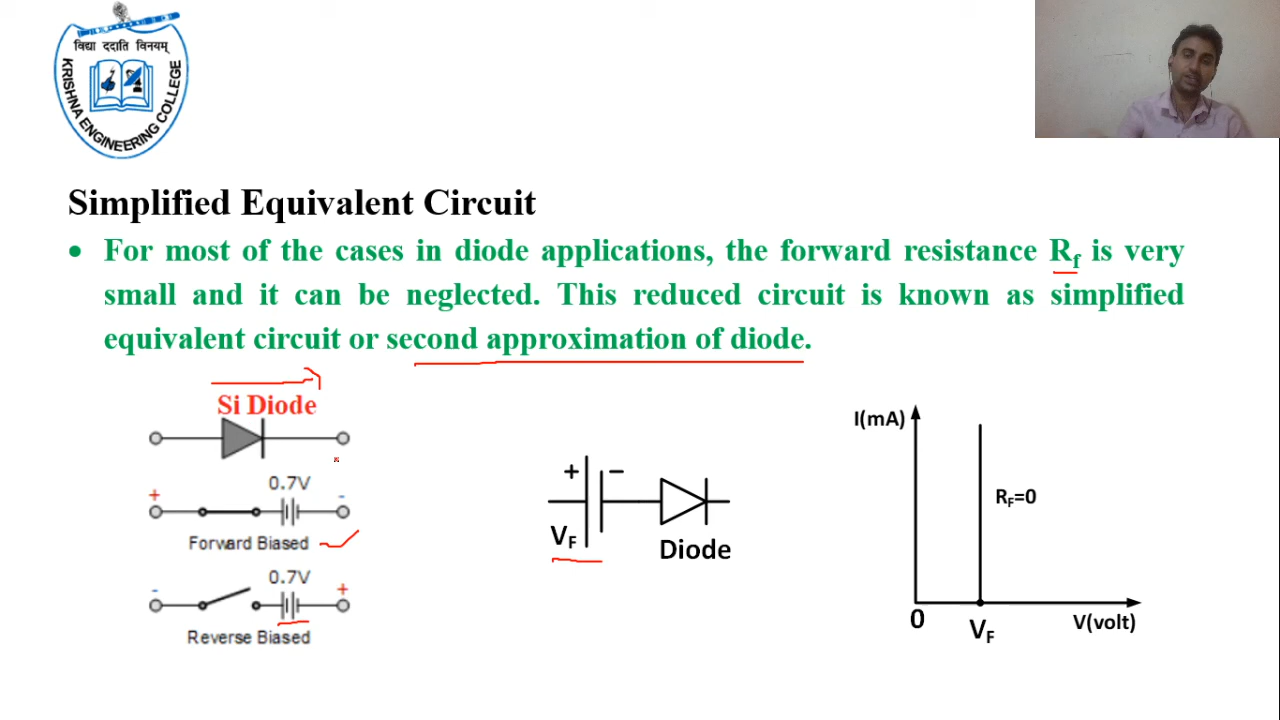 विद्या ददाति विनयम्
KRISHNA ENGINEERING COLLEGE
Simplified Equivalent Circuit
• For most of the cases in diode applications, the forward resistance Rf is very
small and it can be neglected. This reduced circuit is known as simplified
equivalent circuit or second approximation of diode.
Si Diode
0.7V
+ -
Forward Biased
0.7V
- +
Reverse Biased
+ -
VF
Diode
I(mA)
RF=0
0
VF
V(volt)